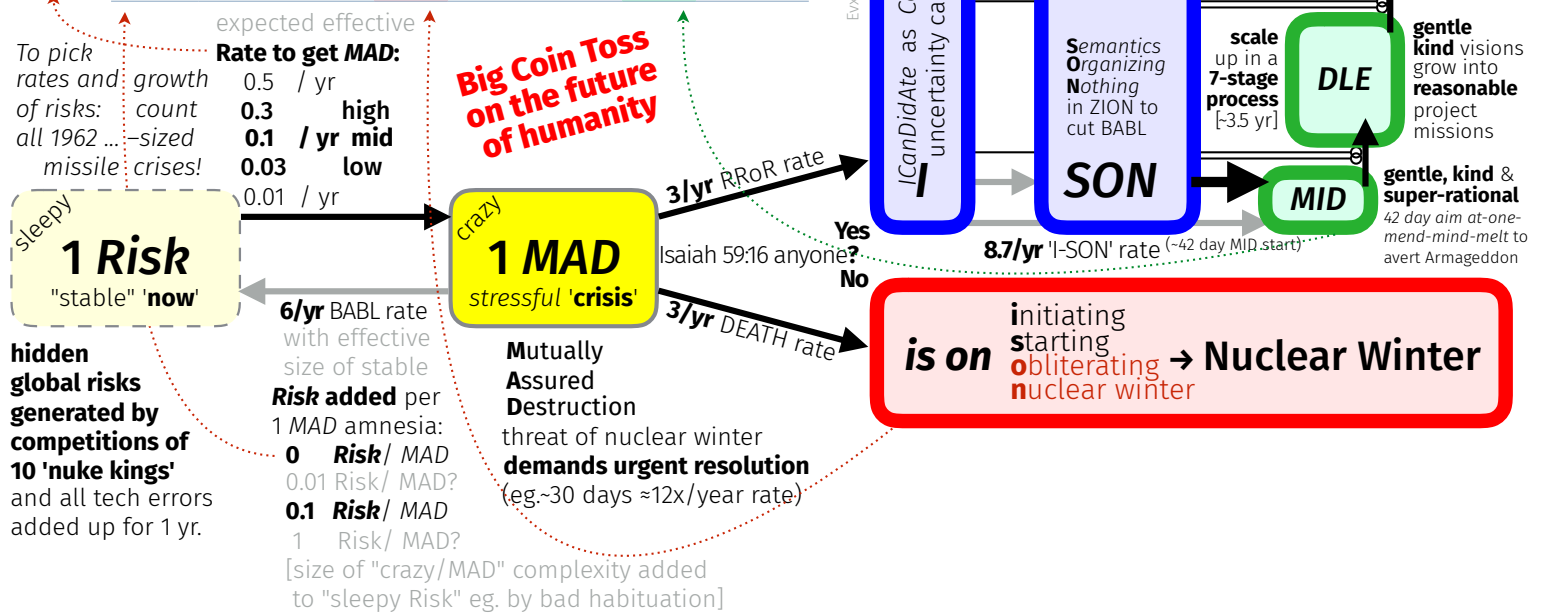 expected effective
Rate to get MAD:
0.5 / yr
0.3 high
0.1 / yr mid
0.03 low
0.01 / yr
To pick
rates and growth
of risks: count
all 1962 ... –sized
missile crises!
sleepy
1 Risk
"stable" 'now'
hidden
global risks
generated by
competitions of
10 'nuke kings'
and all tech errors
added up for 1 yr.
6/yr BABL rate
with effective
size of stable
Risk added per
1 MAD amnesia:
0 Risk/ MAD
0.01 Risk/ MAD?
0.1 Risk/ MAD
1 Risk/ MAD?
[size of "crazy/MAD" complexity added
to "sleepy Risk" eg. by bad habituation]
Big Coin Toss
on the future
of humanity
crazy
1 MAD
stressful 'crisis'
Mutually
Assured
Destruction
threat of nuclear winter
demands urgent resolution
(eg.~30 days ≈12x/year rate)
3/yr RRoR rate
Isaiah 59:16 anyone?
Yes
No
3/yr DEATH rate
ICanDidAte as
uncertainty
I
Semantics
Organizing
Nothing
in ZION to
cut BABL
SON
8.7/yr 'I-SON' rate (~42 day MID start)
scale
up in a
7-stage
process
[~3.5 yr]
DLE
gentle
kind visions
grow into
reasonable
project
missions
MID
gentle, kind &
super-rational
42 day aim at-one-
mend-mind-melt to
avert Armageddon
is on
initiating
starting
obliterating
nuclear winter
→ Nuclear Winter